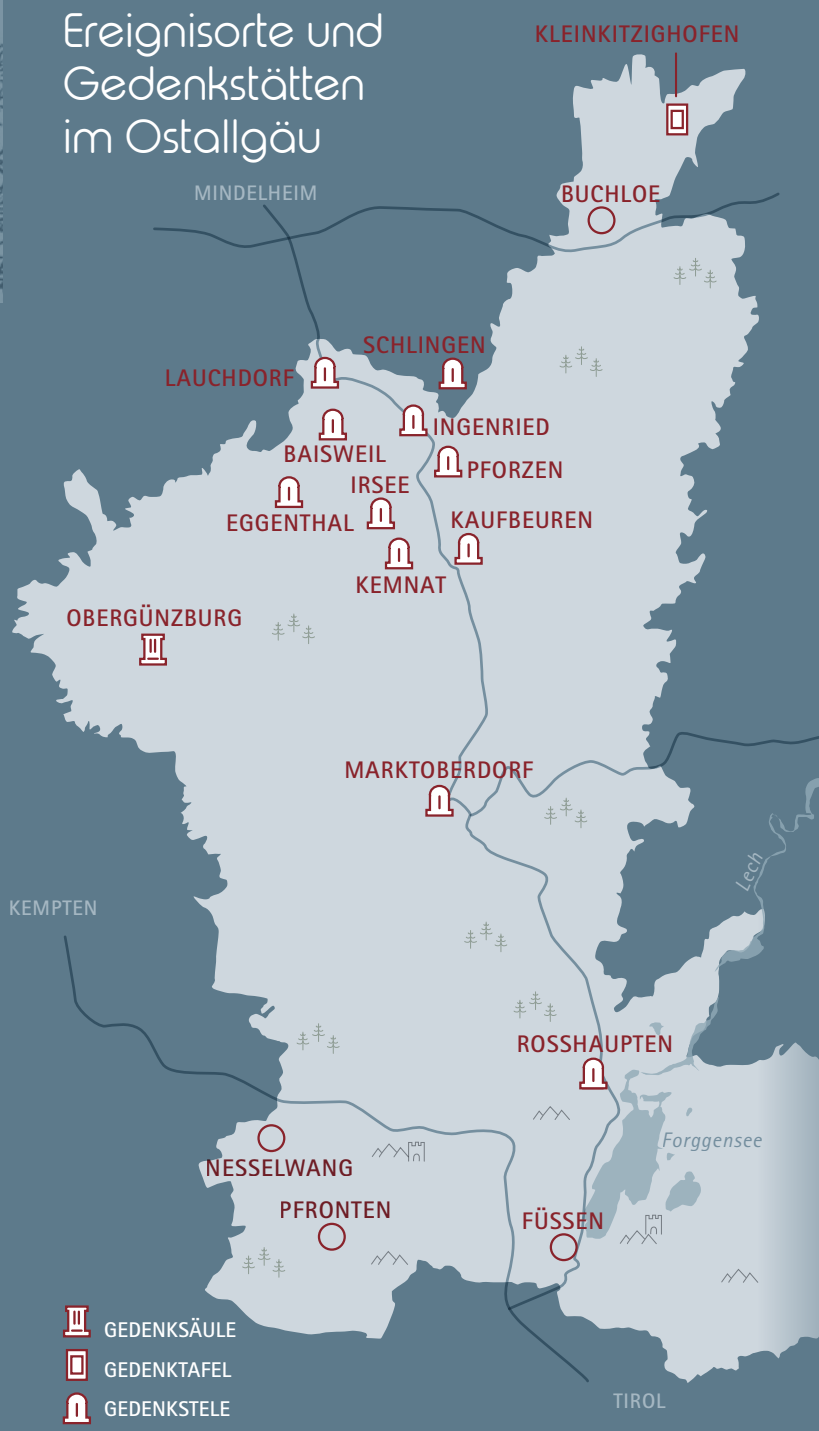 Ereignisorte und
Gedenkstätten
im Ostallgäu
KLEINKITZIGHOFEN
MINDELHEIM
BUCHLOE
SCHLINGEN
LAUCHDORF
INGENRIED
BAISWEIL
PFORZEN
IRSEE
EGGENTHAL
KAUFBEUREN
KEMNAT
OBERGÜNZBURG
MARKTOBERDORF
Lech
KEMPTEN
ROSSHAUPTEN
Forggensee
NESSELWANG
PFRONTEN
FÜSSEN
GEDENKSÄULE
GEDENKTAFEL
GEDENKSTELE
TIROL